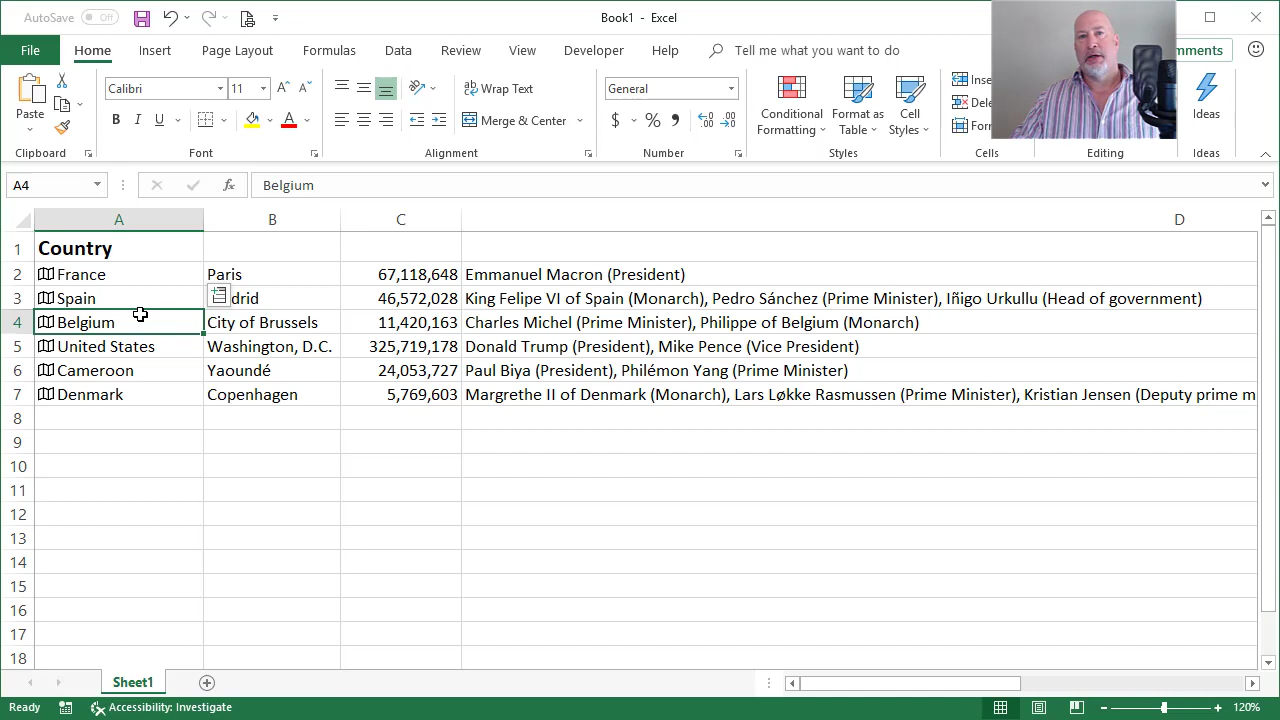 AutoSave Off
Book1 - Excel
File Home Insert Page Layout Formulas Data Review View Developer Help Tell me what you want to do
Paste
Calibri 11
B I U
A
ab Wrap Text
Merge & Center
General
$ % ,
Conditional Formatting
Format as Table
Cell Styles
Ideas
Clipboard Font Alignment Number Styles Cells Editing Ideas
A4 fx Belgium
A B C D
1 Country
2 France Paris 67,118,648 Emmanuel Macron (President)
3 Spain drid 46,572,028 King Felipe VI of Spain (Monarch), Pedro Sánchez (Prime Minister), Iñigo Urkullu (Head of government)
4 Belgium City of Brussels 11,420,163 Charles Michel (Prime Minister), Philippe of Belgium (Monarch)
5 United States Washington, D.C. 325,719,178 Donald Trump (President), Mike Pence (Vice President)
6 Cameroon Yaoundé 24,053,727 Paul Biya (President), Philémon Yang (Prime Minister)
7 Denmark Copenhagen 5,769,603 Margrethe II of Denmark (Monarch), Lars Løkke Rasmussen (Prime Minister), Kristian Jensen (Deputy prime m
8
9
10
11
12
13
14
15
16
17
18
Sheet1
Ready Accessibility: Investigate 120%